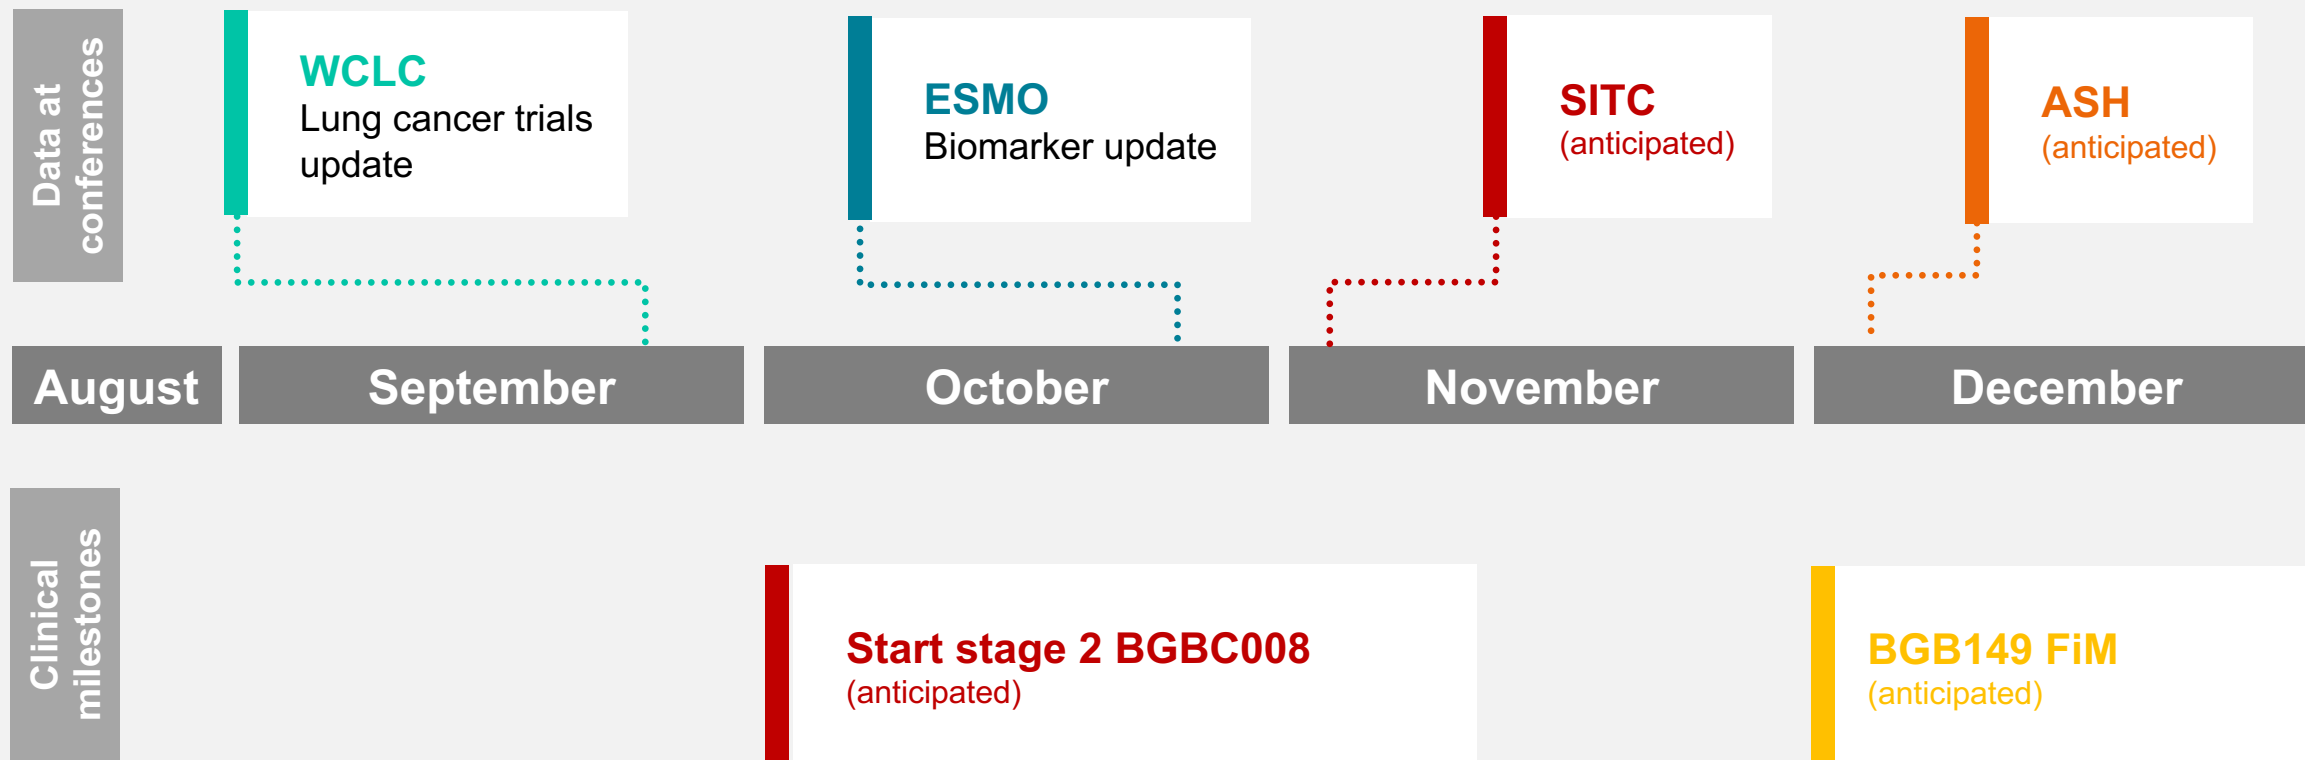 Data at
conferences
WCLC
Lung cancer trials
update
ESMO
Biomarker update
SITC
(anticipated)
ASH
(anticipated)
August
September
October
November
December
Clinical
milestones
Start stage 2 BGBC008
(anticipated)
BGB149 FiM
(anticipated)